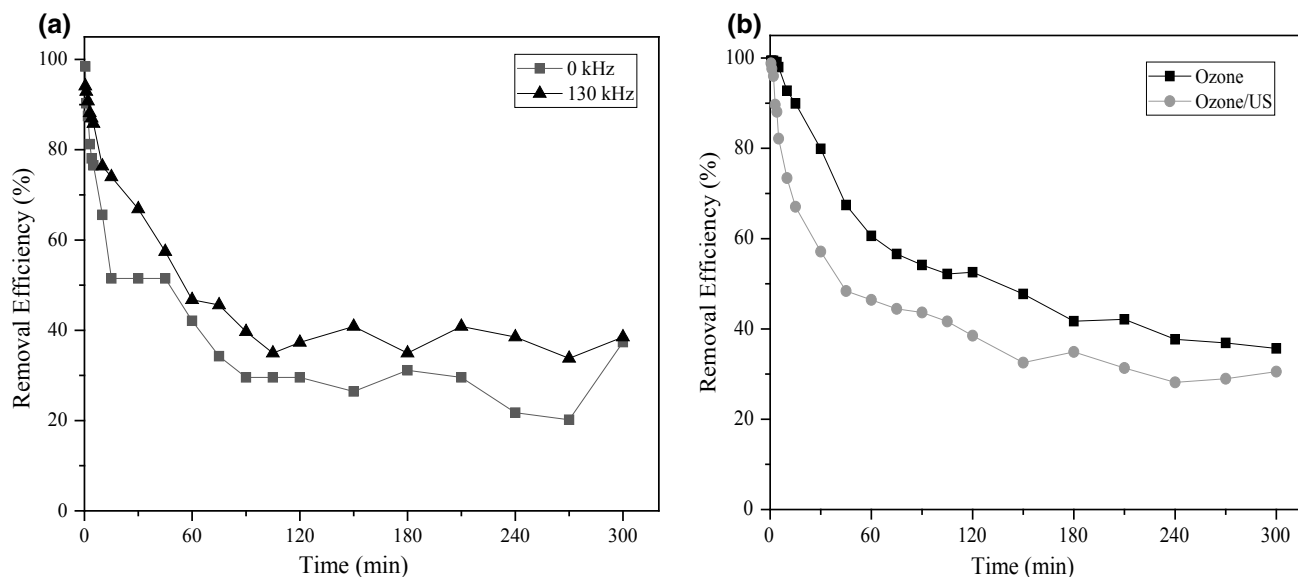 (a)
0 kHz
130 kHz
Removal Efficiency (%)
100
80
60
40
20
0
0 60 120 180 240 300
Time (min)
(b)
Ozone
Ozone/US
Removal Efficiency (%)
100
80
60
40
20
0
0 60 120 180 240 300
Time (min)